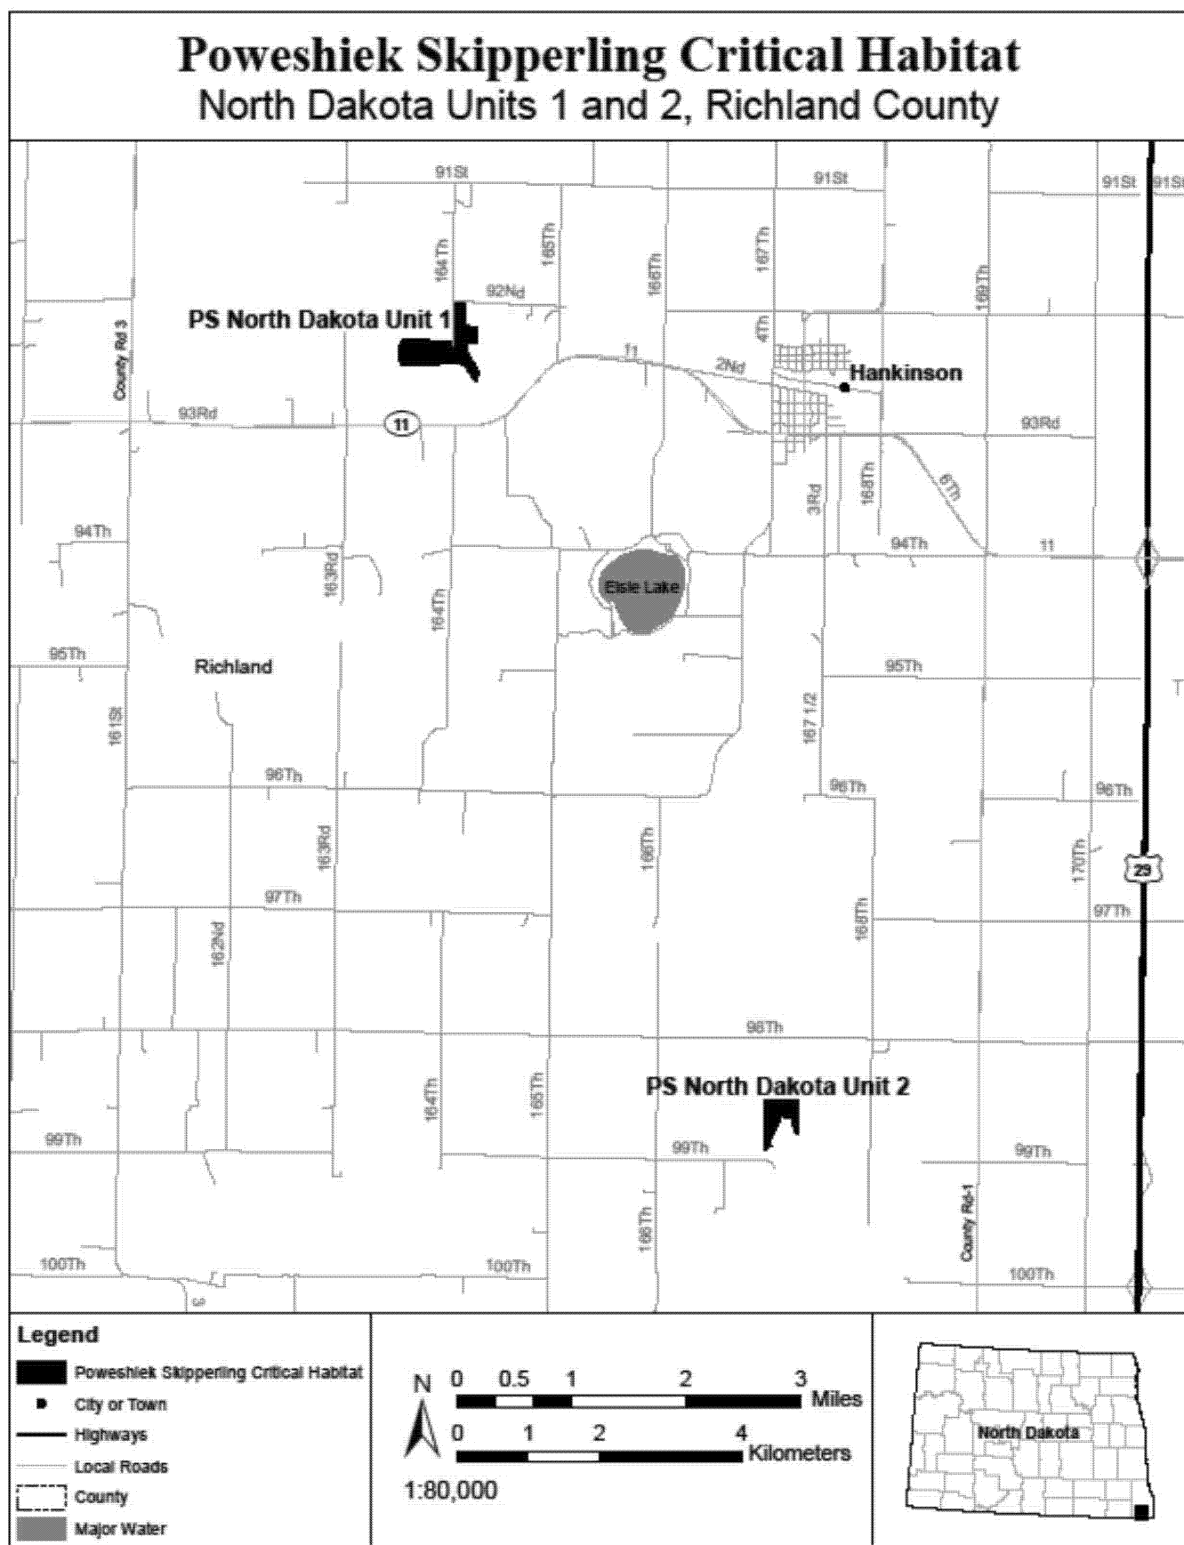 Poweshiek Skipperling Critical Habitat
North Dakota Units 1 and 2, Richland County
91St
91St
91St
91St
164Th
165Th
166Th
167Th
169Th
92Nd
PS North Dakota Unit 1
County Rd 3
4Th
11
2Nd
Hankinson
93Rd
11
93Rd
3Rd
168Th
6Th
94Th
94Th
11
163Rd
164Th
Elsie Lake
95Th
Richland
95Th
161St
167 1/2
96Th
96Th
96Th
163Rd
166Th
170Th
29
97Th
97Th
162Nd
168Th
98Th
PS North Dakota Unit 2
164Th
165Th
99Th
99Th
99Th
166Th
County Rd-1
100Th
100Th
100Th
Legend
Poweshiek Skipperling Critical Habitat
City or Town
Highways
Local Roads
County
Major Water
N
0 0.5 1 2 3
Miles
0 1 2 4
Kilometers
1:80,000
North Dakota